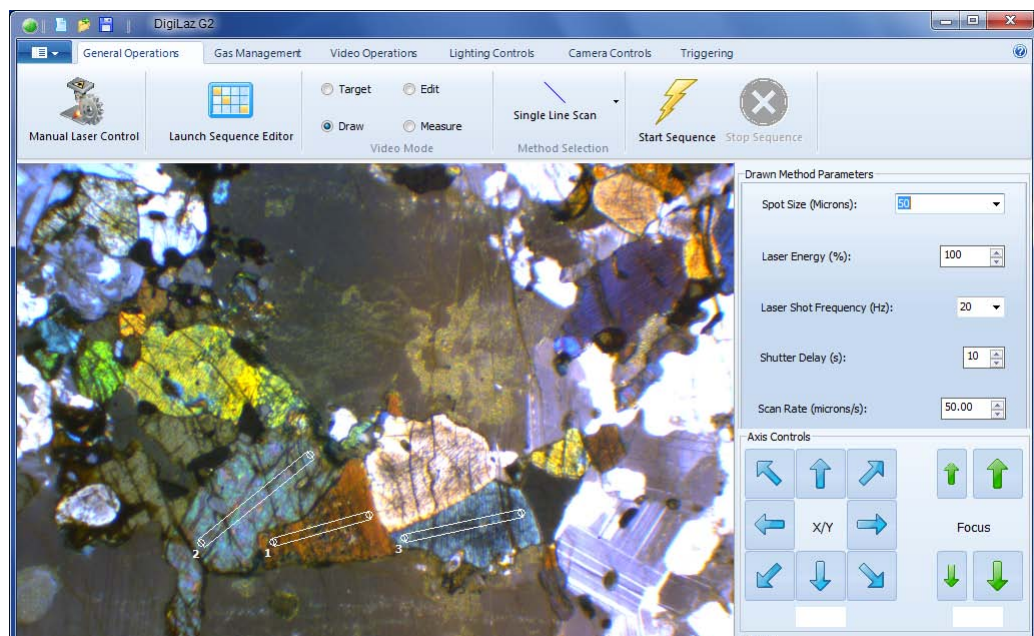 DigiLaz G2
General Operations Gas Management Video Operations Lighting Controls Camera Controls Triggering
Target Edit
Manual Laser Control Launch Sequence Editor Draw Measure Single Line Scan Start Sequence Stop Sequence
Video Mode Method Selection
Drawn Method Parameters
Spot Size (Microns): 50
Laser Energy (%): 100
Laser Shot Frequency (Hz): 20
Shutter Delay (s): 10
Scan Rate (microns/s): 50.00
Axis Controls
X/Y Focus
2 1 3